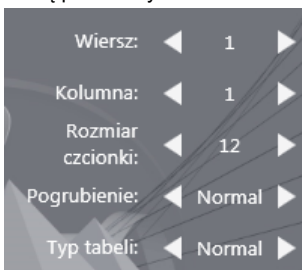 Wiersz: 1
Kolumna: 1
Rozmiar
czcionki: 12
Pogrubienie: Normal
Typ tabeli: Normal